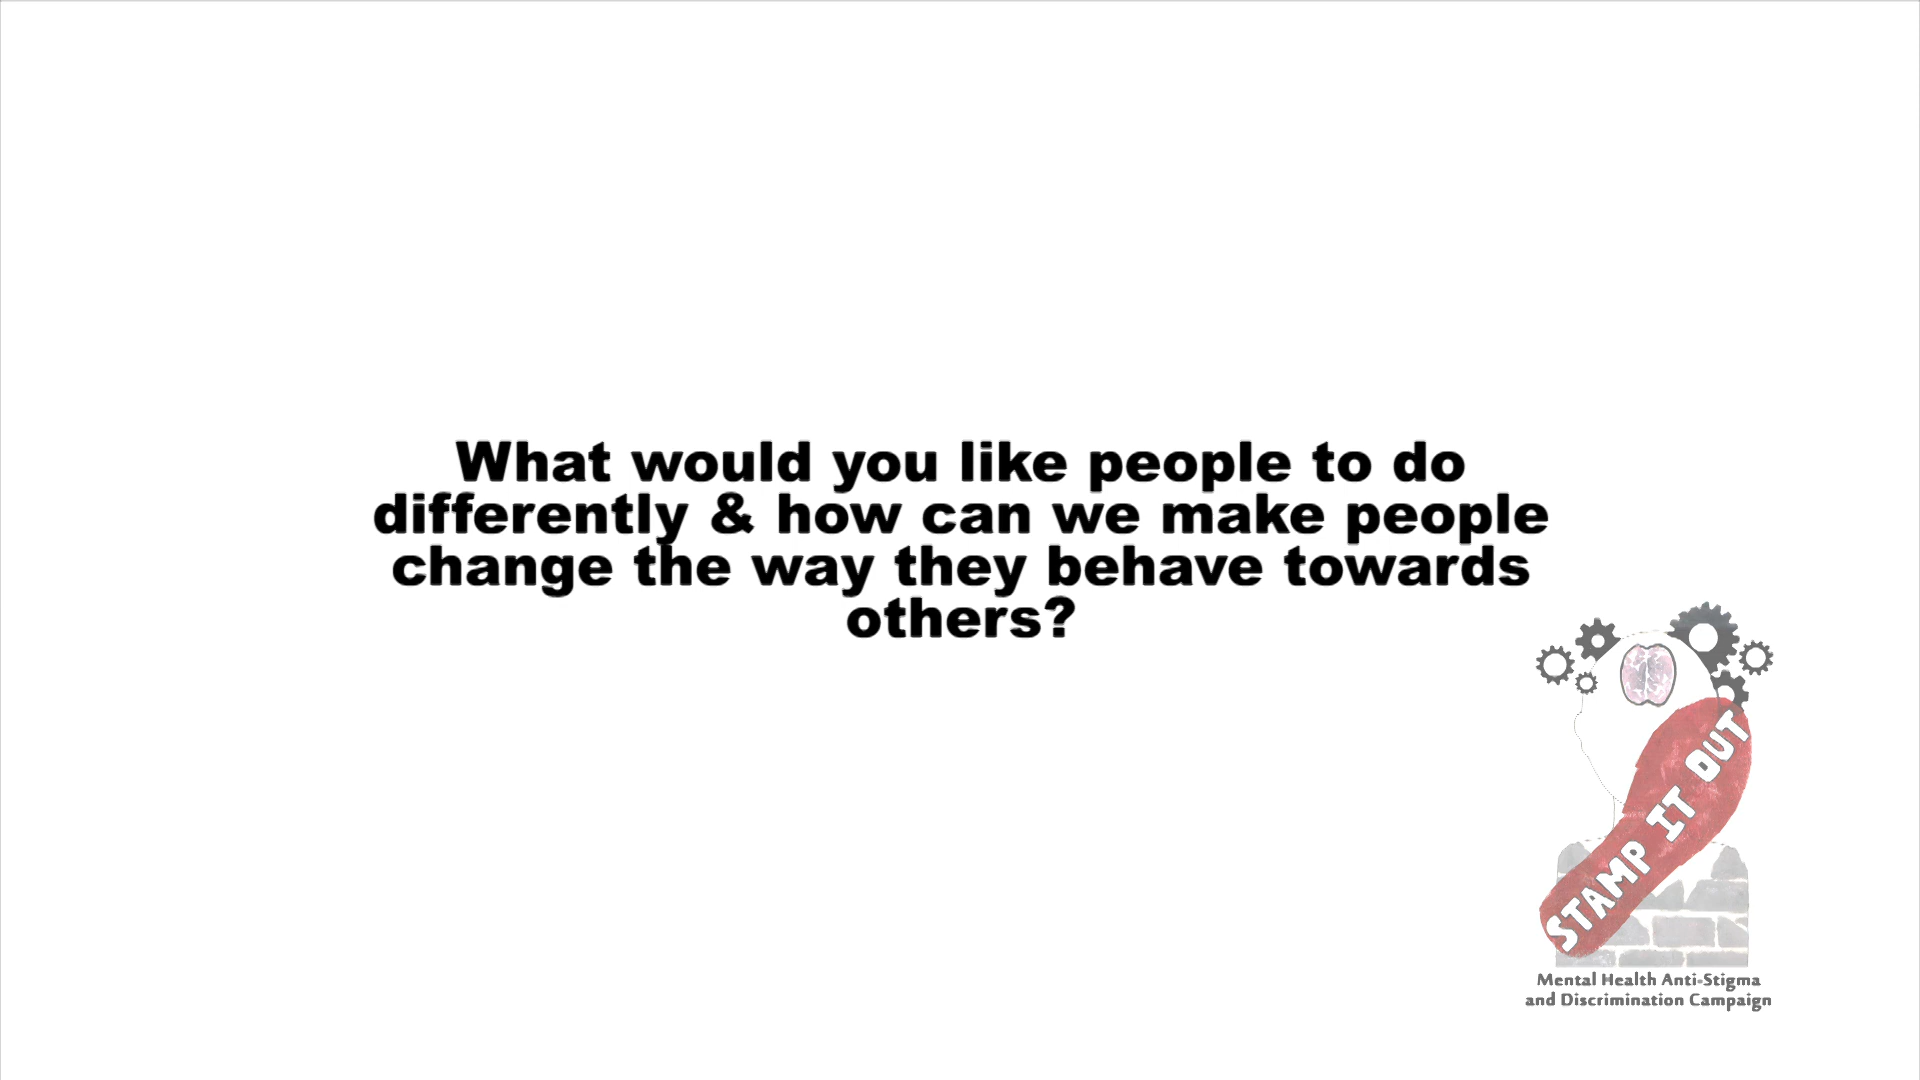 What would you like people to do
differently & how can we make people
change the way they behave towards
others?
STAMP IT OUT
Mental Health Anti-Stigma
and Discrimination Campaign